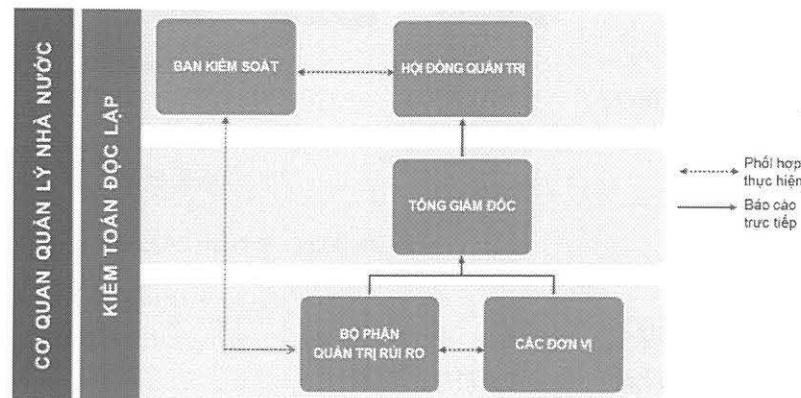 CƠ QUAN QUẢN LÝ NHÀ NƯỚC
KIỂM TOÁN ĐỘC LẬP
BAN KIỂM SOÁT
HỘI ĐỒNG QUẢN TRỊ
TỔNG GIÁM ĐỐC
BỘ PHẬN
QUẢN TRỊ RỦI RO
CÁC ĐƠN VỊ
Phối hợp
thực hiện
Báo cáo
trực tiếp